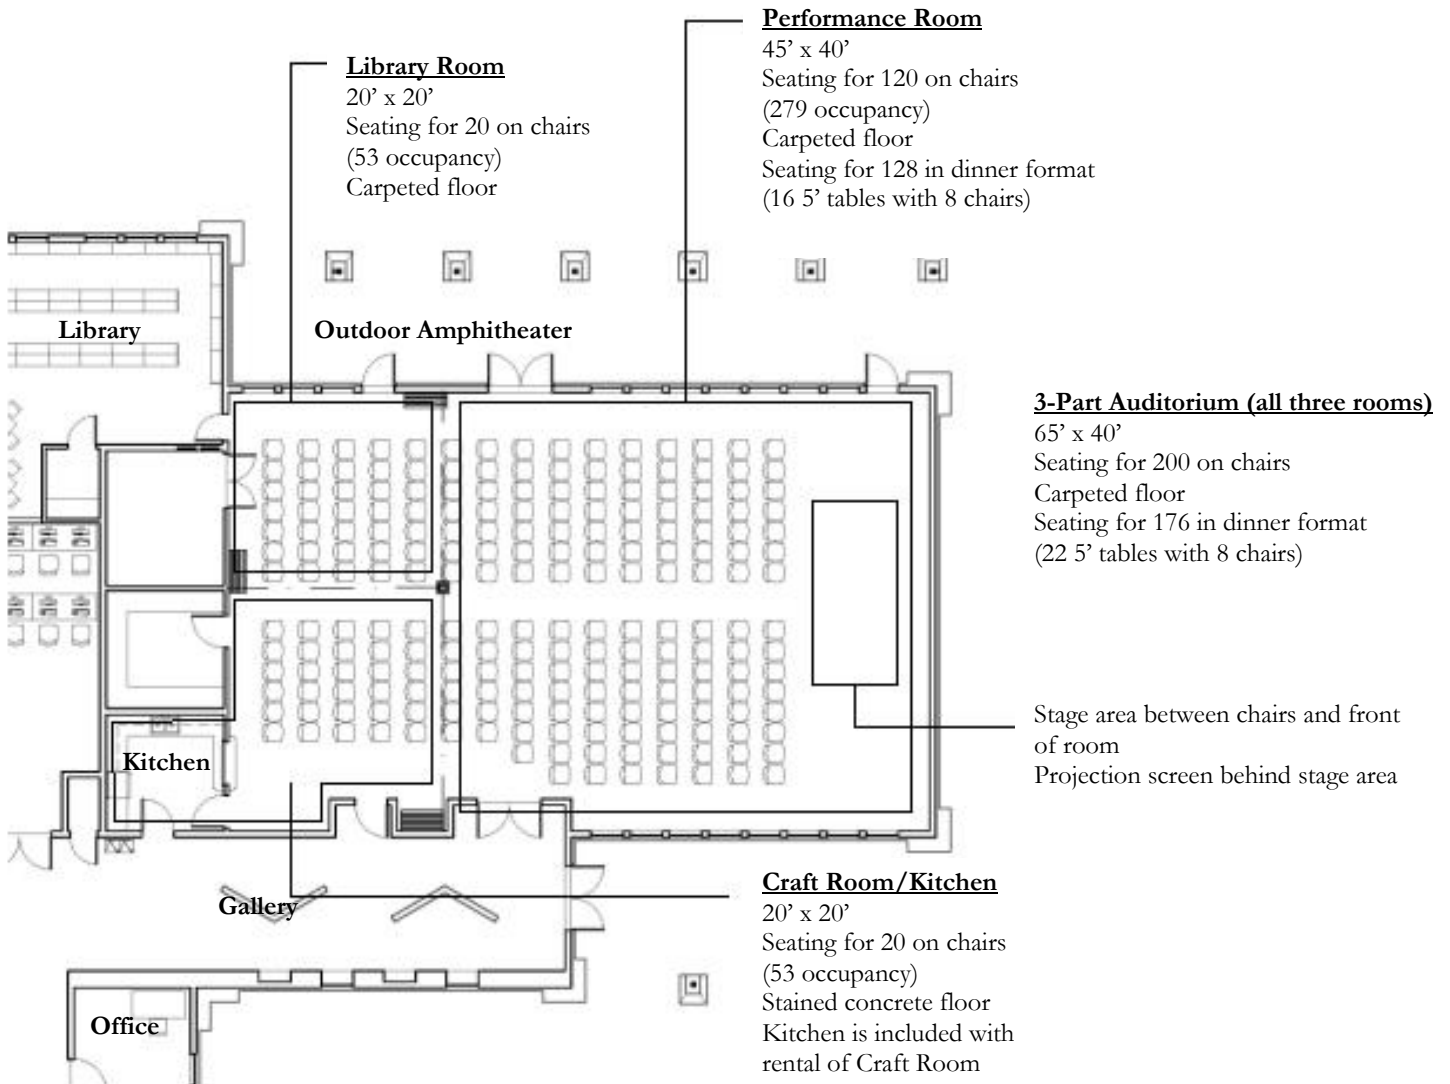 Performance Room
45’ x 40’
Seating for 120 on chairs
(279 occupancy)
Carpeted floor
Seating for 128 in dinner format
(16 5’ tables with 8 chairs)
Library Room
20’ x 20’
Seating for 20 on chairs
(53 occupancy)
Carpeted floor
Library
Outdoor Amphitheater
3-Part Auditorium (all three rooms)
65’ x 40’
Seating for 200 on chairs
Carpeted floor
Seating for 176 in dinner format
(22 5’ tables with 8 chairs)
Stage area between chairs and front
of room
Projection screen behind stage area
Kitchen
Gallery
Craft Room/Kitchen
20’ x 20’
Seating for 20 on chairs
(53 occupancy)
Stained concrete floor
Kitchen is included with
rental of Craft Room
Office